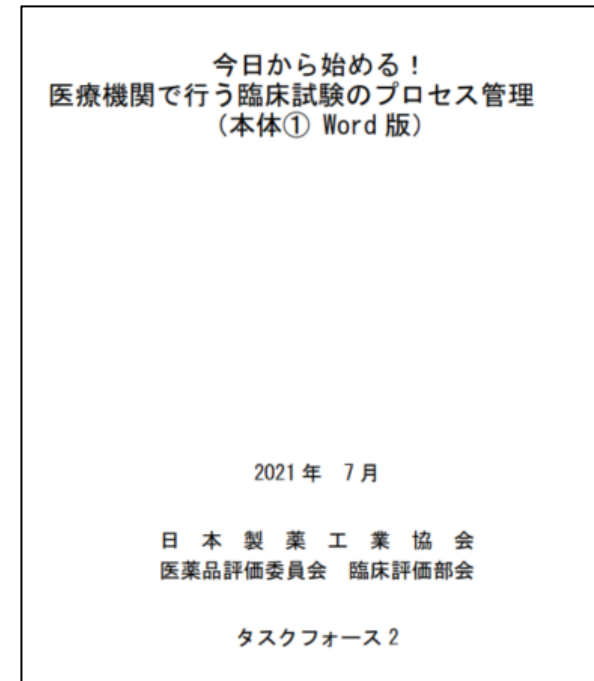 今日から始める！
医療機関で行う臨床試験のプロセス管理
（本体① Word 版）
2021 年　7 月
日　本　製　薬　工　業　協　会
医薬品評価委員会　臨床評価部会
タスクフォース 2